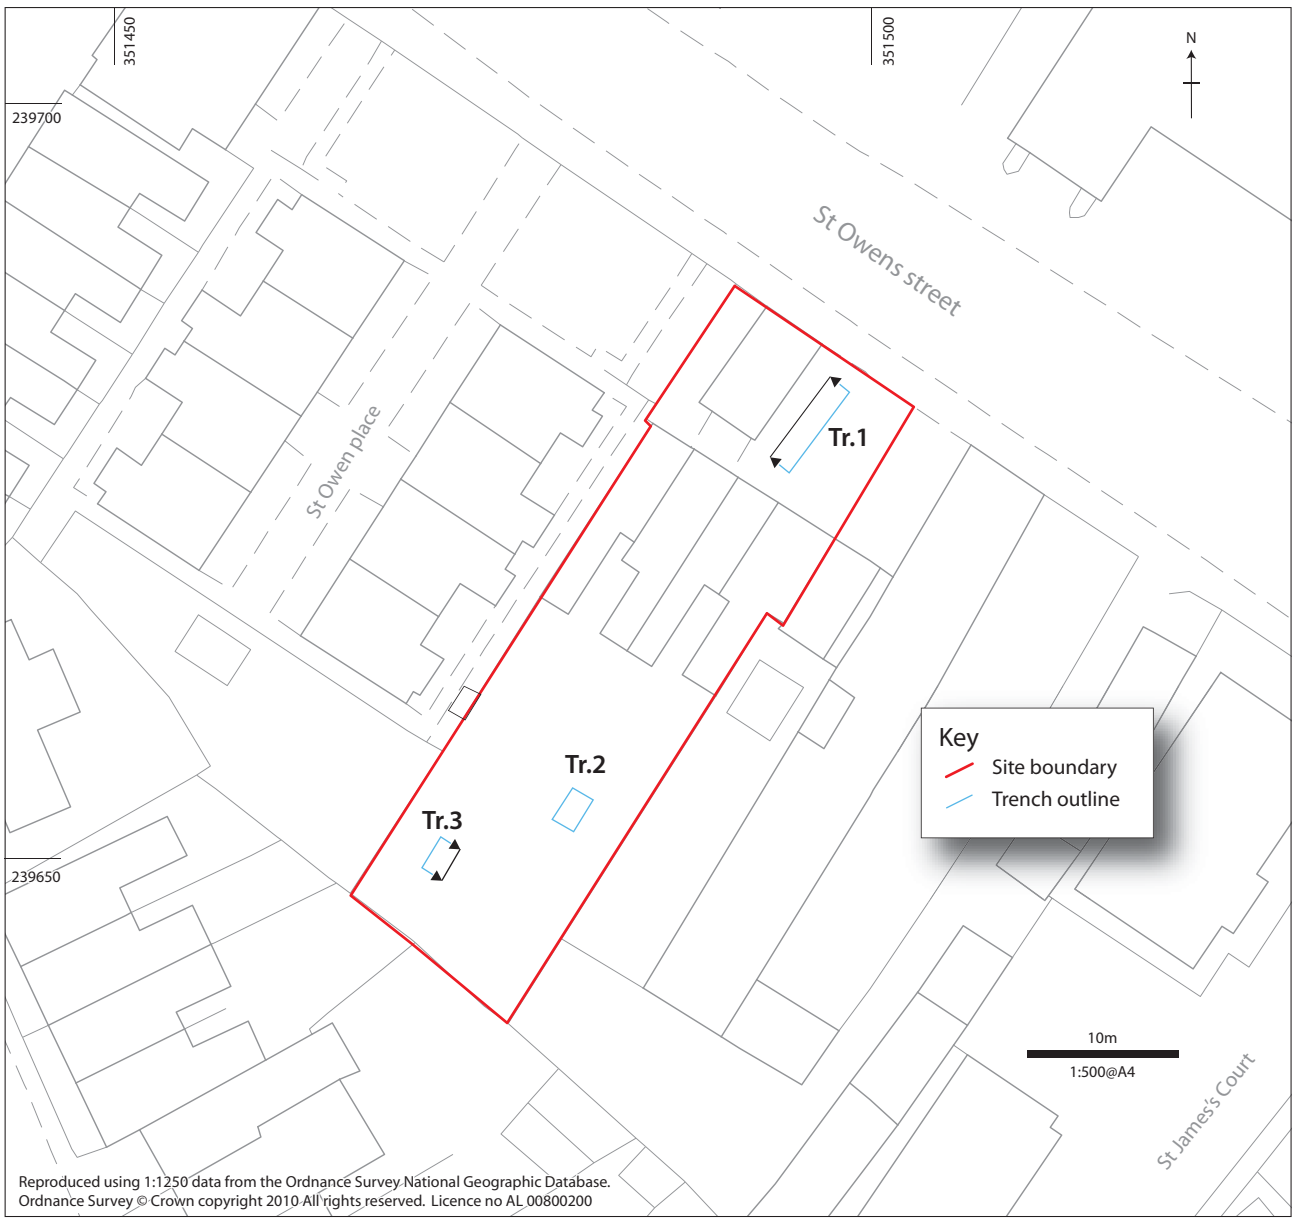 351450
351500
N
239700
St Owens street
St Owen place
Tr.1
Tr.2
Tr.3
Key
Site boundary
Trench outline
239650
10m
1:500@A4
St James's Court
Reproduced using 1:1250 data from the Ordnance Survey National Geographic Database.
Ordnance Survey © Crown copyright 2010 All rights reserved. Licence no AL 00800200